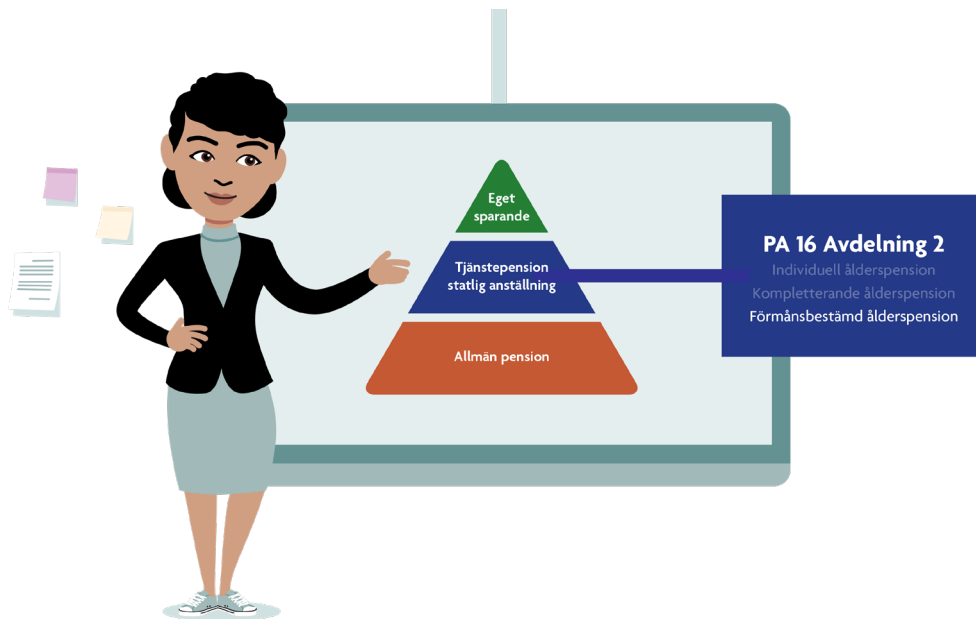 Eget
sparande
Tjänstepension
statlig anställning
Allmän pension
PA 16 Avdelning 2
Individuell ålderspension
Kompletterande ålderspension
Förmånsbestämd ålderspension